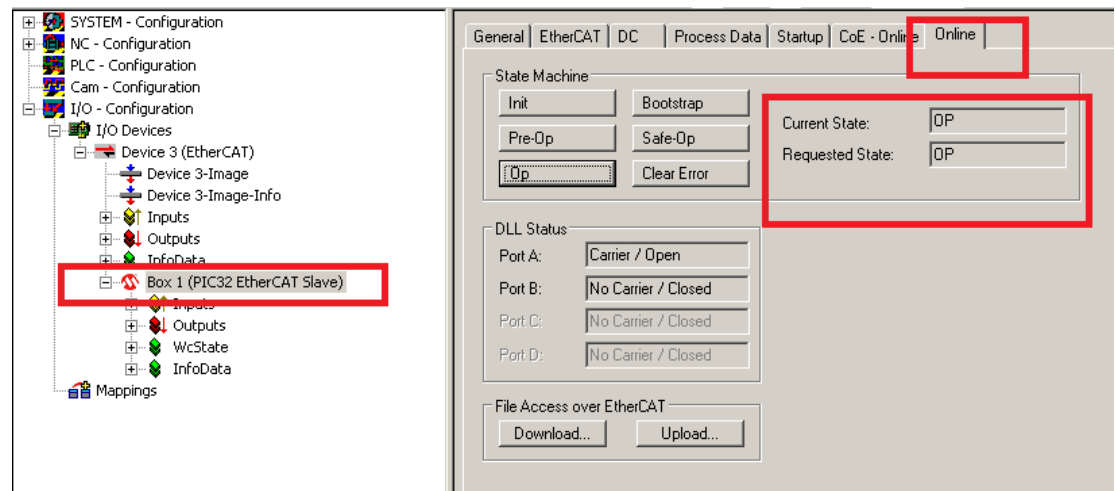 SYSTEM - Configuration
NC - Configuration
PLC - Configuration
Cam - Configuration
I/O - Configuration
I/O Devices
Device 3 (EtherCAT)
Device 3-Image
Device 3-Image-Info
Inputs
Outputs
InfoData
Box 1 (PIC32 EtherCAT Slave)
Inputs
Outputs
WcState
InfoData
Mappings
General EtherCAT DC Process Data Startup CoE - Online Online
State Machine
Init Bootstrap
Pre-Op Safe-Op
Op Clear Error
Current State: OP
Requested State: OP
DLL Status
Port A: Carrier / Open
Port B: No Carrier / Closed
Port C: No Carrier / Closed
Port D: No Carrier / Closed
File Access over EtherCAT
Download... Upload...